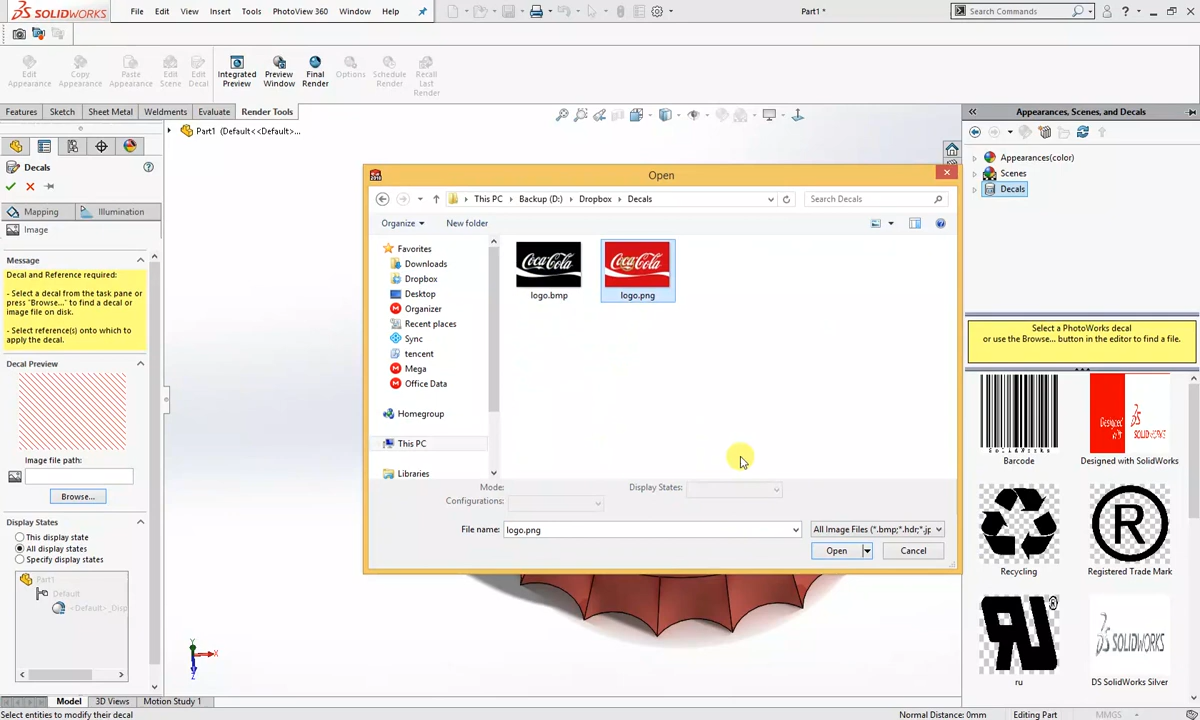 SOLIDWORKS
File
Edit
View
Insert
Tools
PhotoView 360
Window
Help
Part1 *
Search Commands
Edit Appearance
Copy Appearance
Paste Appearance
Edit Scene
Edit Decal
Integrated Preview
Preview Window
Final Render
Options
Schedule Render
Recall Last Render
Features
Sketch
Sheet Metal
Weldments
Evaluate
Render Tools
Part1 (Default<<Default>...
Decals
Mapping
Illumination
Image
Message
Decal and Reference required:
- Select a decal from the task pane or
press "Browse..." to find a decal or
image file on disk.
- Select reference(s) onto which to
apply the decal.
Decal Preview
Image file path:
Browse...
Display States
This display state
All display states
Specify display states
Part1
Default
<Default>_Disp
Open
This PC
Backup (D:)
Dropbox
Decals
Search Decals
Organize
New folder
Favorites
Downloads
Dropbox
Desktop
Organizer
Recent places
Sync
tencent
Mega
Office Data
Homegroup
This PC
Libraries
Coca-Cola
logo.bmp
Coca-Cola
logo.png
Mode:
Configurations:
Display States:
File name:
logo.png
All Image Files (*.bmp;*.hdr;*.jp
Open
Cancel
Appearances, Scenes, and Decals
Appearances(color)
Scenes
Decals
Select a PhotoWorks decal
or use the Browse... button in the editor to find a file.
Barcode
Designed with SolidWorks
Recycling
Registered Trade Mark
ru
SOLIDWORKS
DS SolidWorks Silver
Y
X
Z
Model
3D Views
Motion Study 1
Select entities to modify their decal
Normal Distance: 0mm
Editing Part
MMGS